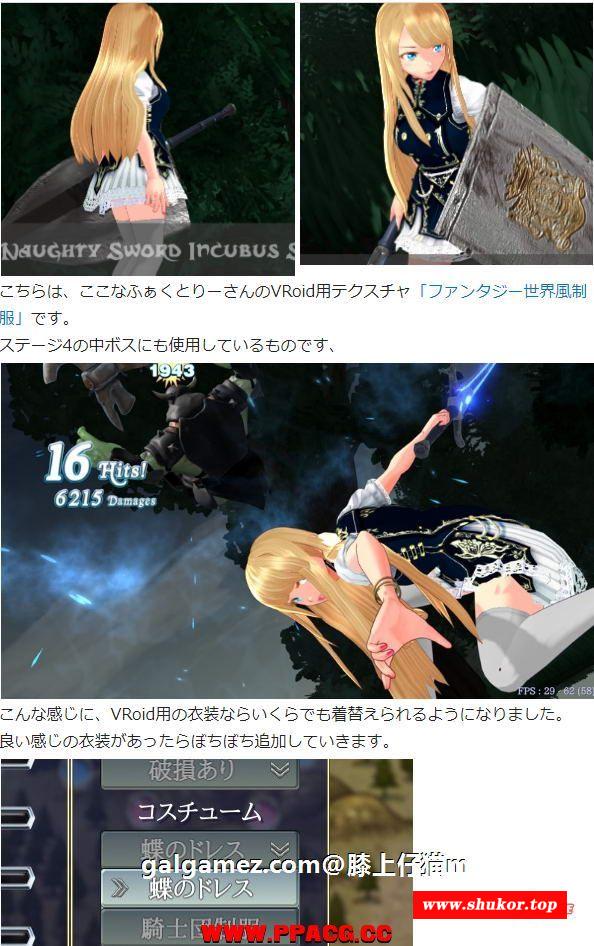 NAUGHTY SWORD INCUBUS S
こちらは、ここなふぁくとりーさんのVRoid用テクスチャ「ファンタジー世界風制
服」です。
ステージ4の中ボスにも使用しているものです、
1943
16 Hits!
6215 Damages
FPS : 29 - 62 (58)
こんな感じに、VRoid用の衣装ならいくらでも着替えられるようになりました。
良い感じの衣装があったらぼちぼち追加していきます。
破損あり
コスチューム
蝶のドレス
galgamez.com@膝上仔猫m
蝶のドレス
www.shukor.top
騎士団制服
WWW.PPACG.CC